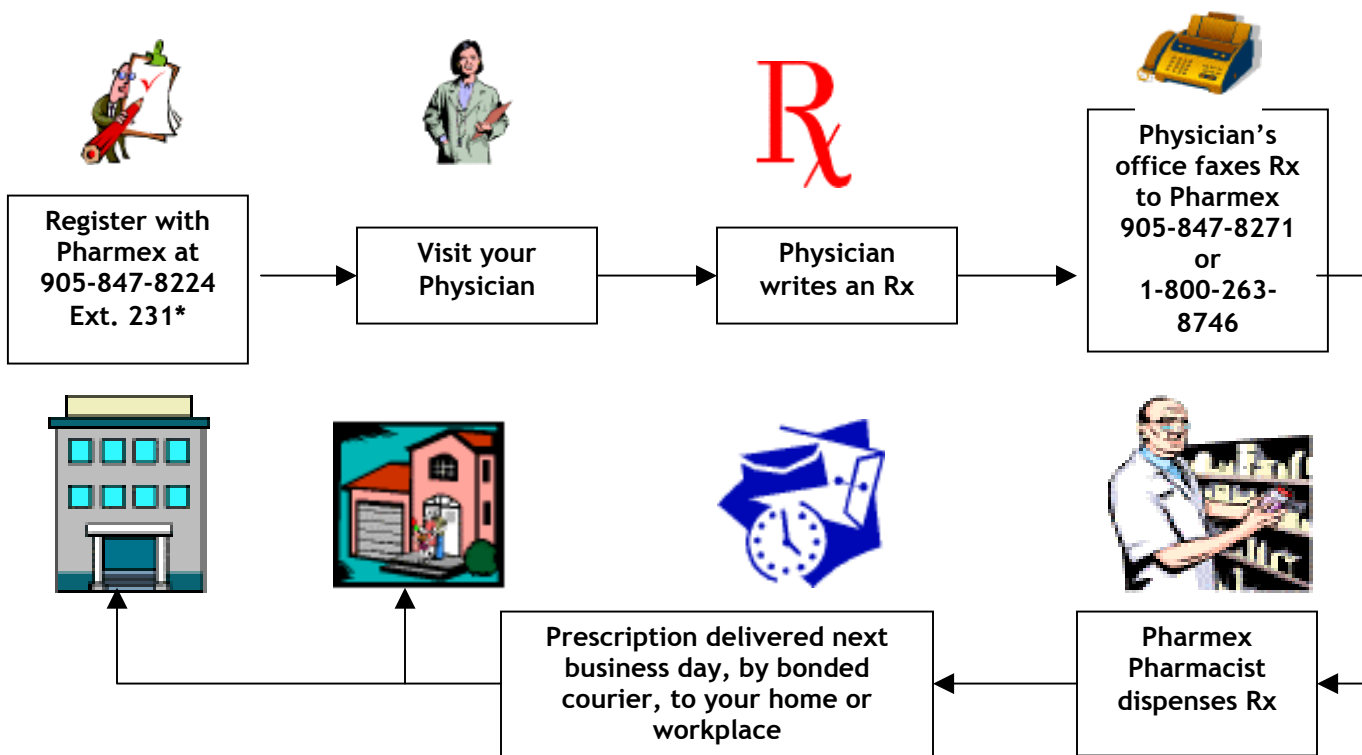 Register with
Pharmex at
905-847-8224
Ext. 231*
Visit your
Physician
Rx
Physician
writes an Rx
Physician’s
office faxes Rx
to Pharmex
905-847-8271
or
1-800-263-
8746
Prescription delivered next
business day, by bonded
courier, to your home or
workplace
Pharmex
Pharmacist
dispenses Rx